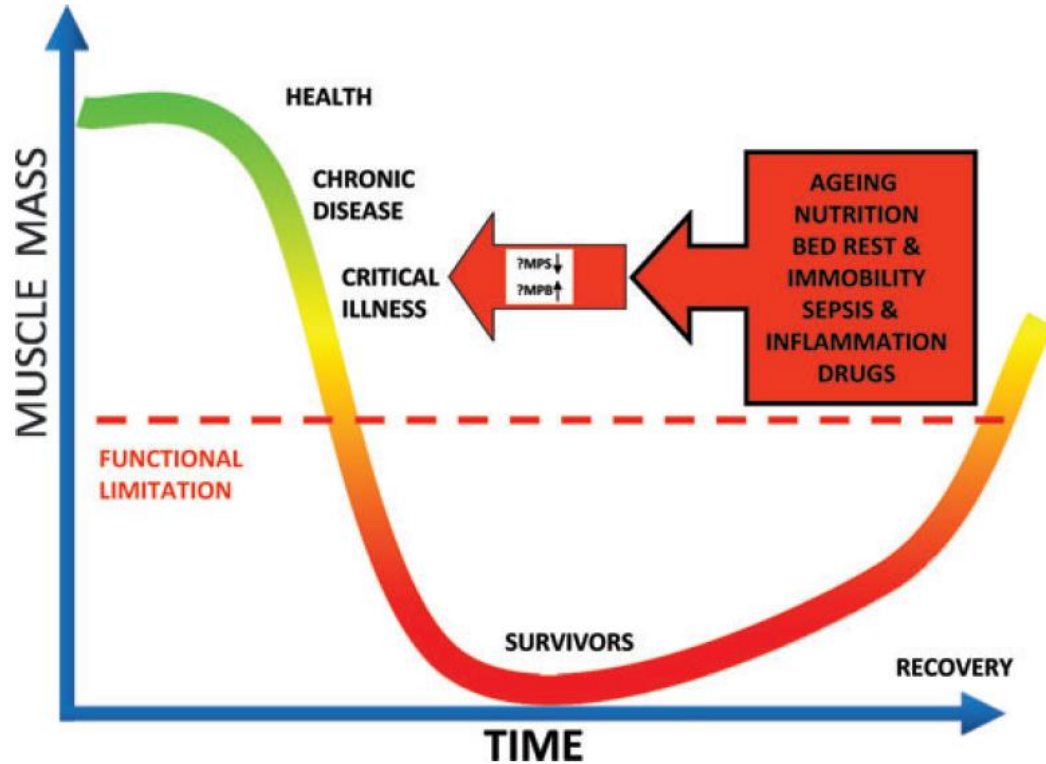 MUSCLE MASS
HEALTH
CHRONIC
DISEASE
CRITICAL
ILLNESS
?MPS↓
?MPB↑
AGEING
NUTRITION
BED REST &
IMMOBILITY
SEPSIS &
INFLAMMATION
DRUGS
FUNCTIONAL
LIMITATION
SURVIVORS
RECOVERY
TIME